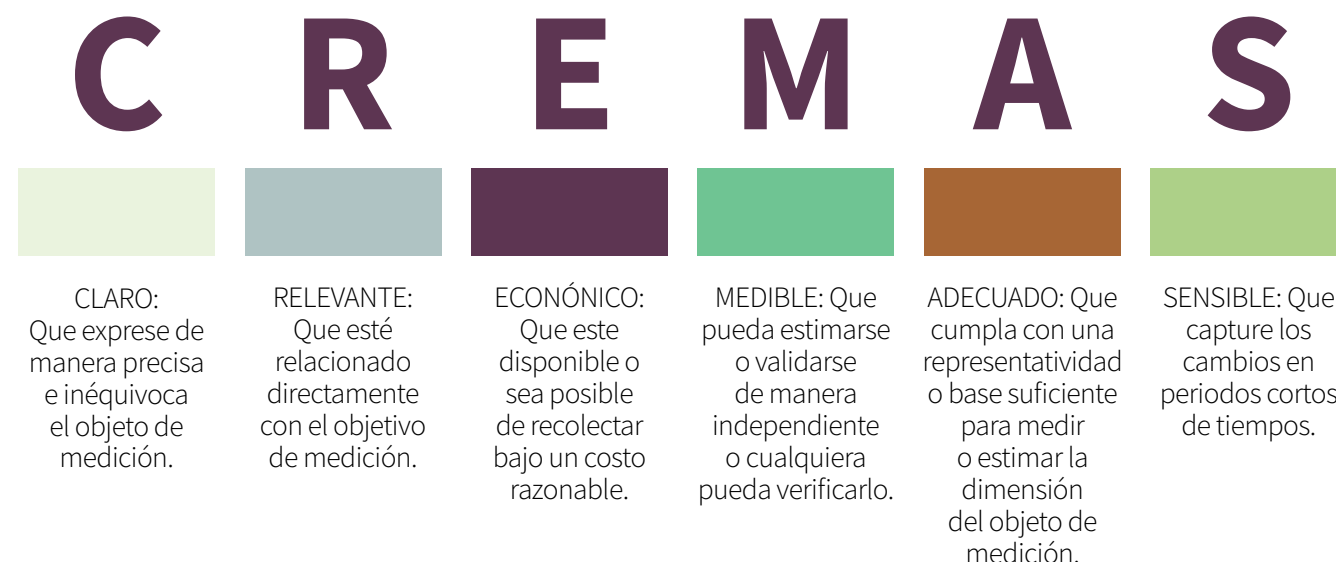 C R E M A S
CLARO:
Que exprese de
manera precisa
e inéquivoca
el objeto de
medición.
RELEVANTE:
Que esté
relacionado
directamente
con el objetivo
de medición.
ECONÓNICO:
Que este
disponible o
sea posible
de recolectar
bajo un costo
razonable.
MEDIBLE: Que
pueda estimarse
o validarse
de manera
independiente
o cualquiera
pueda verificarlo.
ADECUADO: Que
cumpla con una
representatividad
o base suficiente
para medir
o estimar la
dimensión
del objeto de
medición.
SENSIBLE: Que
capture los
cambios en
periodos cortos
de tiempos.